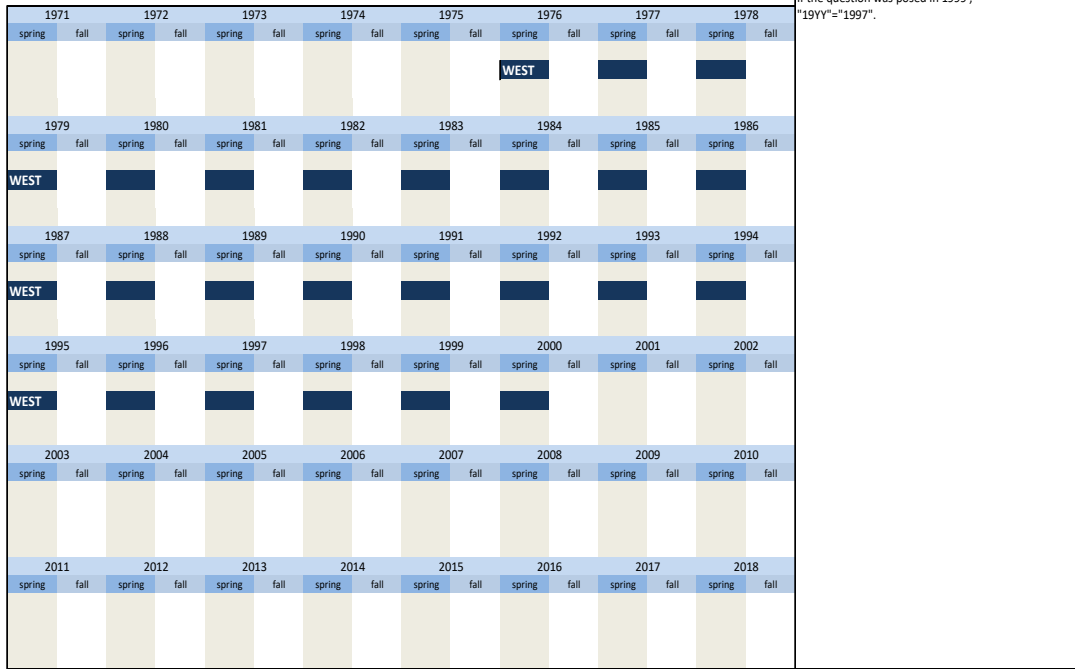 If the question was posed in 1995,
"19YY"="1997".
1971 1972 1973 1974 1975 1976 1977 1978
spring fall spring fall spring fall spring fall spring fall spring fall spring fall spring fall
WEST
1979 1980 1981 1982 1983 1984 1985 1986
spring fall spring fall spring fall spring fall spring fall spring fall spring fall spring fall
WEST
1987 1988 1989 1990 1991 1992 1993 1994
spring fall spring fall spring fall spring fall spring fall spring fall spring fall spring fall
WEST
1995 1996 1997 1998 1999 2000 2001 2002
spring fall spring fall spring fall spring fall spring fall spring fall spring fall spring fall
WEST
2003 2004 2005 2006 2007 2008 2009 2010
spring fall spring fall spring fall spring fall spring fall spring fall spring fall spring fall
2011 2012 2013 2014 2015 2016 2017 2018
spring fall spring fall spring fall spring fall spring fall spring fall spring fall spring fall